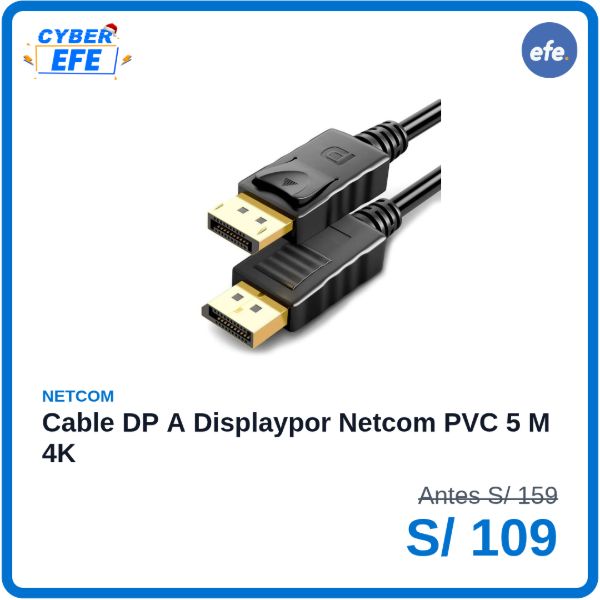 CYBER
EFE
efe.
NETCOM
Cable DP A Displaypor Netcom PVC 5 M
4K
Antes S/ 159
S/ 109